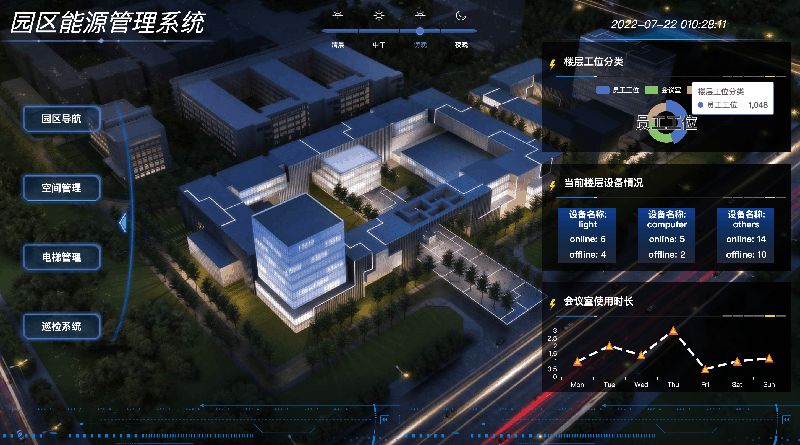 园区能源管理系统
清晨
中午
傍晚
夜晚
2022-07-22 010:28:11
园区导航
空间管理
电梯管理
巡检系统
楼层工位分类
员工工位
会议室
员工工位
楼层工位分类
员工工位 1,048
当前楼层设备情况
设备名称:
light
online: 6
offline: 4
设备名称:
computer
online: 5
offline: 2
设备名称:
others
online: 14
offline: 10
会议室使用时长
3
2.5
2
1.5
1
0.5
0
Mon Tue Wed Thu Fri Sat Sun